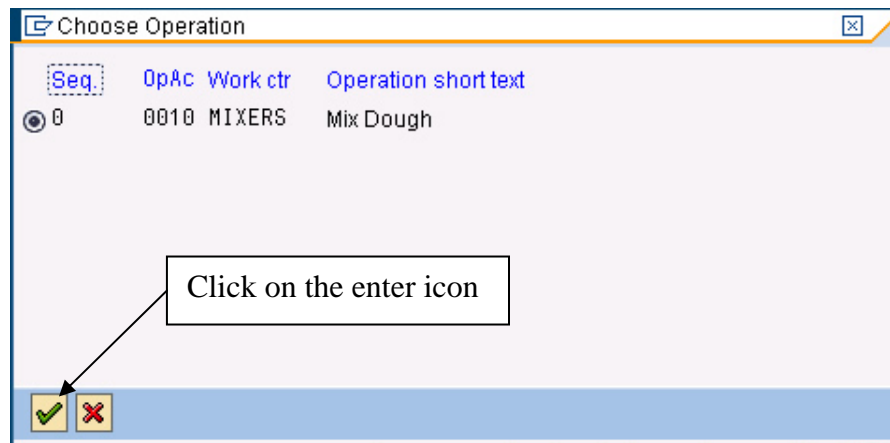 Choose Operation
Seq. OpAc Work ctr Operation short text
0 0010 MIXERS Mix Dough
Click on the enter icon